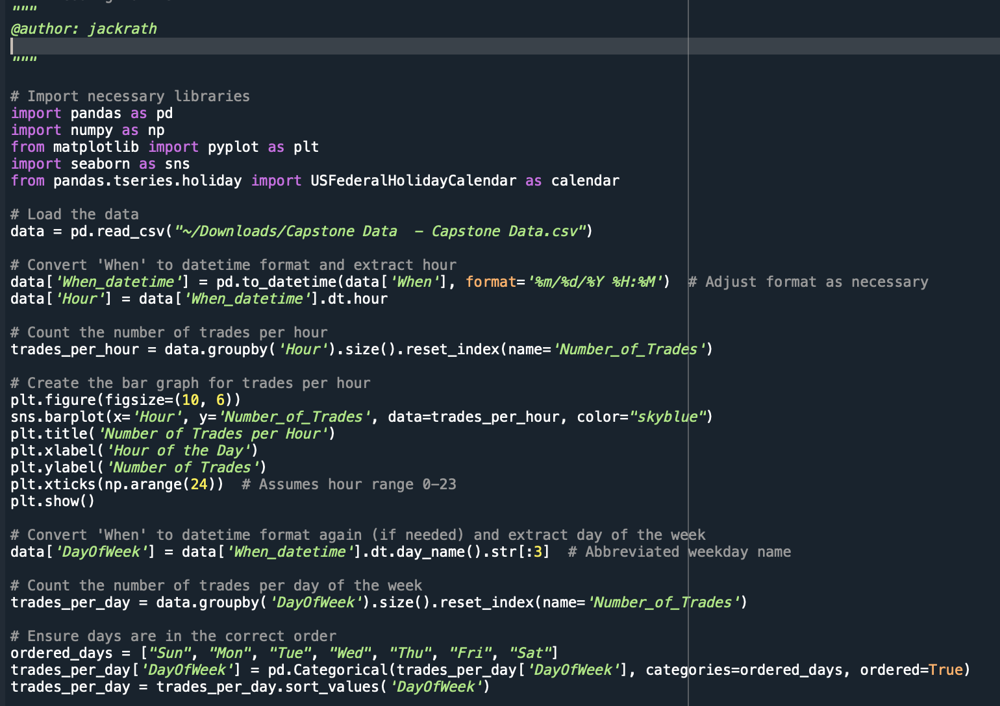 """
@author: jackrath
"""
# Import necessary libraries
import pandas as pd
import numpy as np
from matplotlib import pyplot as plt
import seaborn as sns
from pandas.tseries.holiday import USFederalHolidayCalendar as calendar
# Load the data
data = pd.read_csv("~/Downloads/Capstone Data  - Capstone Data.csv")
# Convert 'When' to datetime format and extract hour
data['When_datetime'] = pd.to_datetime(data['When'], format='%m/%d/%Y %H:%M')  # Adjust format as necessary
data['Hour'] = data['When_datetime'].dt.hour
# Count the number of trades per hour
trades_per_hour = data.groupby('Hour').size().reset_index(name='Number_of_Trades')
# Create the bar graph for trades per hour
plt.figure(figsize=(10, 6))
sns.barplot(x='Hour', y='Number_of_Trades', data=trades_per_hour, color="skyblue")
plt.title('Number of Trades per Hour')
plt.xlabel('Hour of the Day')
plt.ylabel('Number of Trades')
plt.xticks(np.arange(24))  # Assumes hour range 0-23
plt.show()
# Convert 'When' to datetime format again (if needed) and extract day of the week
data['DayOfWeek'] = data['When_datetime'].dt.day_name().str[:3]  # Abbreviated weekday name
# Count the number of trades per day of the week
trades_per_day = data.groupby('DayOfWeek').size().reset_index(name='Number_of_Trades')
# Ensure days are in the correct order
ordered_days = ["Sun", "Mon", "Tue", "Wed", "Thu", "Fri", "Sat"]
trades_per_day['DayOfWeek'] = pd.Categorical(trades_per_day['DayOfWeek'], categories=ordered_days, ordered=True)
trades_per_day = trades_per_day.sort_values('DayOfWeek')